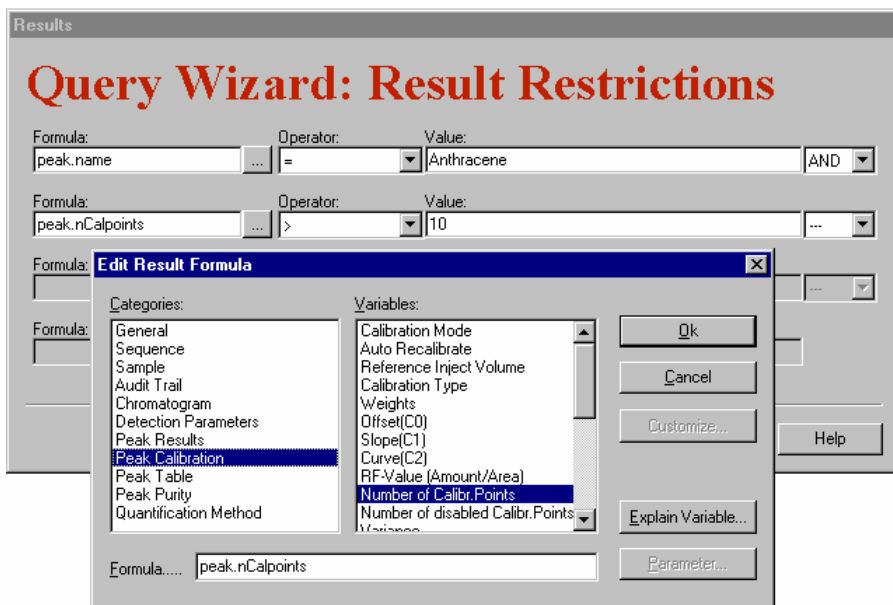 Results
Query Wizard: Result Restrictions
Formula: Operator: Value:
peak.name ... = Anthracene AND
Formula: Operator: Value:
peak.nCalpoints ... > 10 ---
Formula:
---
Edit Result Formula
Categories: Variables:
General
Sequence
Sample
Audit Trail
Chromatogram
Detection Parameters
Peak Results
Peak Calibration
Peak Table
Peak Purity
Quantification Method
Calibration Mode
Auto Recalibrate
Reference Inject Volume
Calibration Type
Weights
Offset(C0)
Slope(C1)
Curve(C2)
RF-Value (Amount/Area)
Number of Calibr.Points
Number of disabled Calibr.Points
Variance
Ok
Cancel
Customize...
Explain Variable...
Parameter...
Formula..... peak.nCalpoints
Formula:
Help